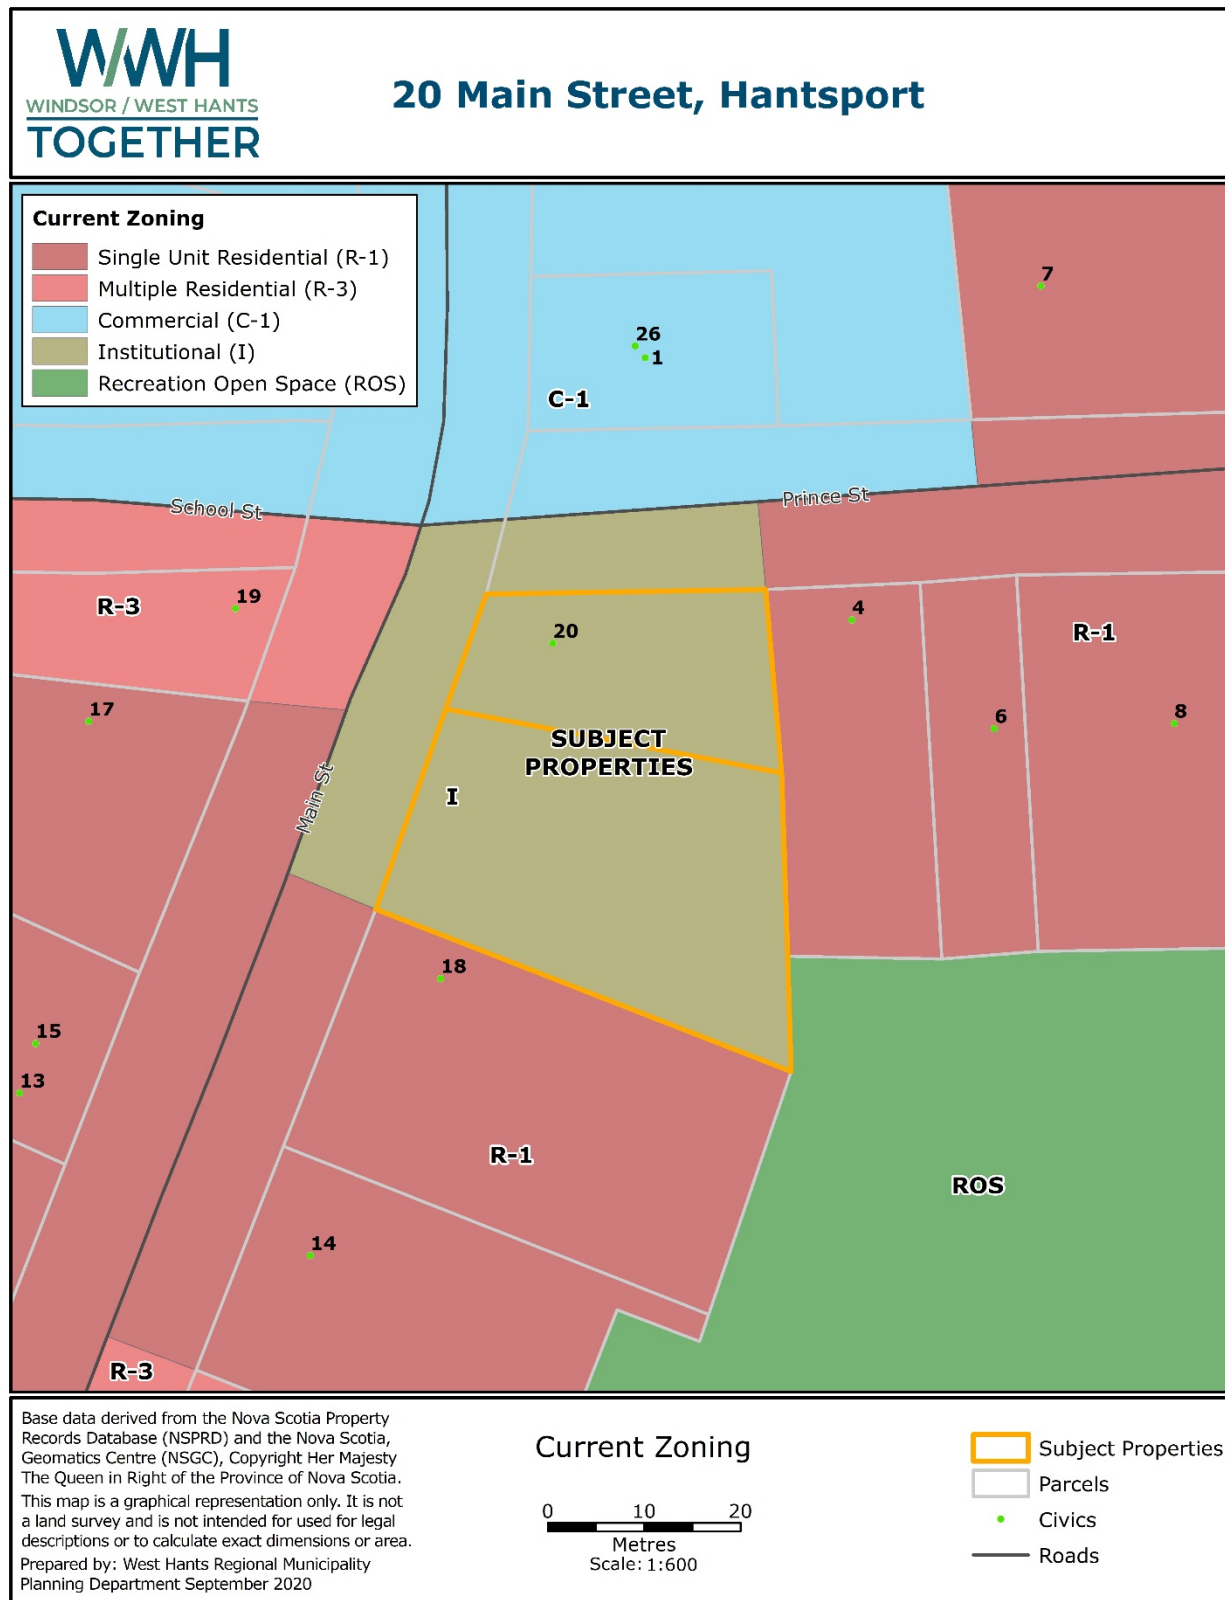 WWH
WINDSOR / WEST HANTS
TOGETHER
20 Main Street, Hantsport
Current Zoning
Single Unit Residential (R-1)
Multiple Residential (R-3)
Commercial (C-1)
Institutional (I)
Recreation Open Space (ROS)
7
26
1
C-1
School St
Prince St
R-3
19
20
4
R-1
17
6
8
SUBJECT
PROPERTIES
I
Main St
18
15
13
R-1
ROS
14
R-3
Base data derived from the Nova Scotia Property
Records Database (NSPRD) and the Nova Scotia,
Geomatics Centre (NSGC), Copyright Her Majesty
The Queen in Right of the Province of Nova Scotia.
This map is a graphical representation only. It is not
a land survey and is not intended for used for legal
descriptions or to calculate exact dimensions or area.
Prepared by: West Hants Regional Municipality
Planning Department September 2020
Current Zoning
0 10 20
Metres
Scale: 1:600
Subject Properties
Parcels
Civics
Roads